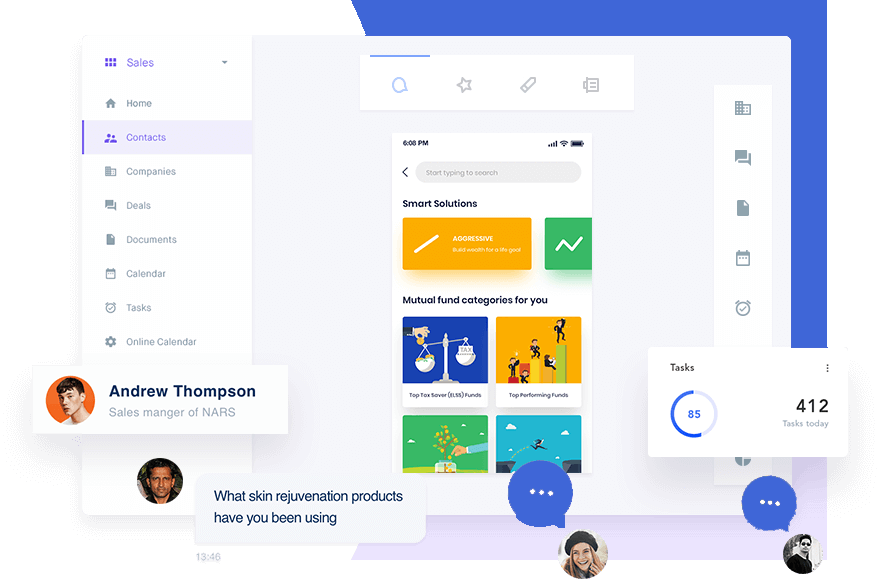 Sales
Home
Contacts
Companies
Deals
Documents
Calendar
Tasks
Online Calendar
Andrew Thompson
Sales manger of NARS
What skin rejuvenation products
have you been using
13:46
6:08 PM
Start typing to search
Smart Solutions
AGGRESSIVE
Build wealth for a life goal
Mutual fund categories for you
TAX
Top Tax Saver (ELSS) Funds
Top Performing Funds
Tasks
85
412
Tasks today